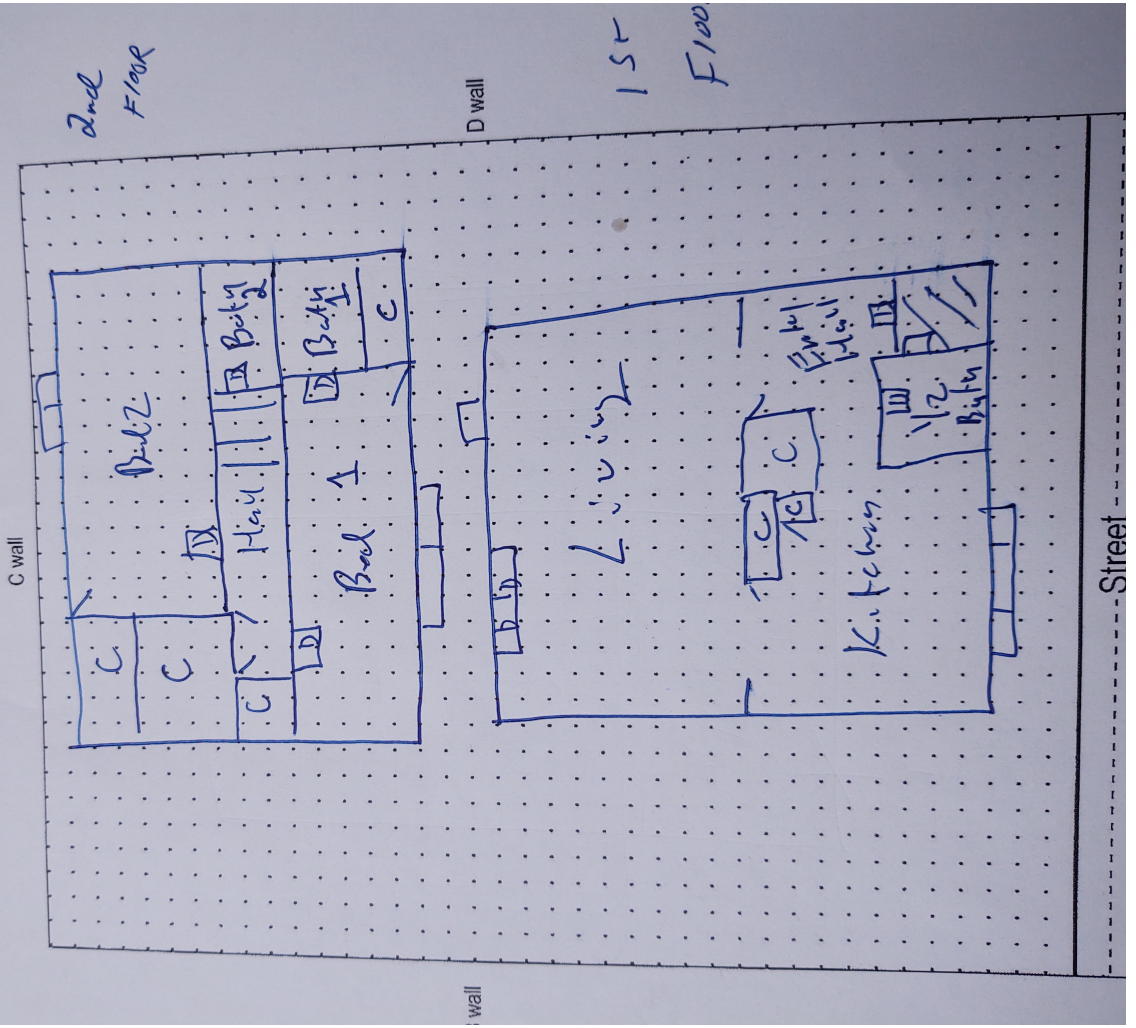 C wall
2nd
Floor
Bed 2
D
Bath
2
C
C
D
Hall
Bath
1
C
C
D
D
Bed 1
D wall
1st
Floor
D D
Living
C
C
C
Entry
Hall
D
D
D
1/2
Bath
Kitchen
wall
Street